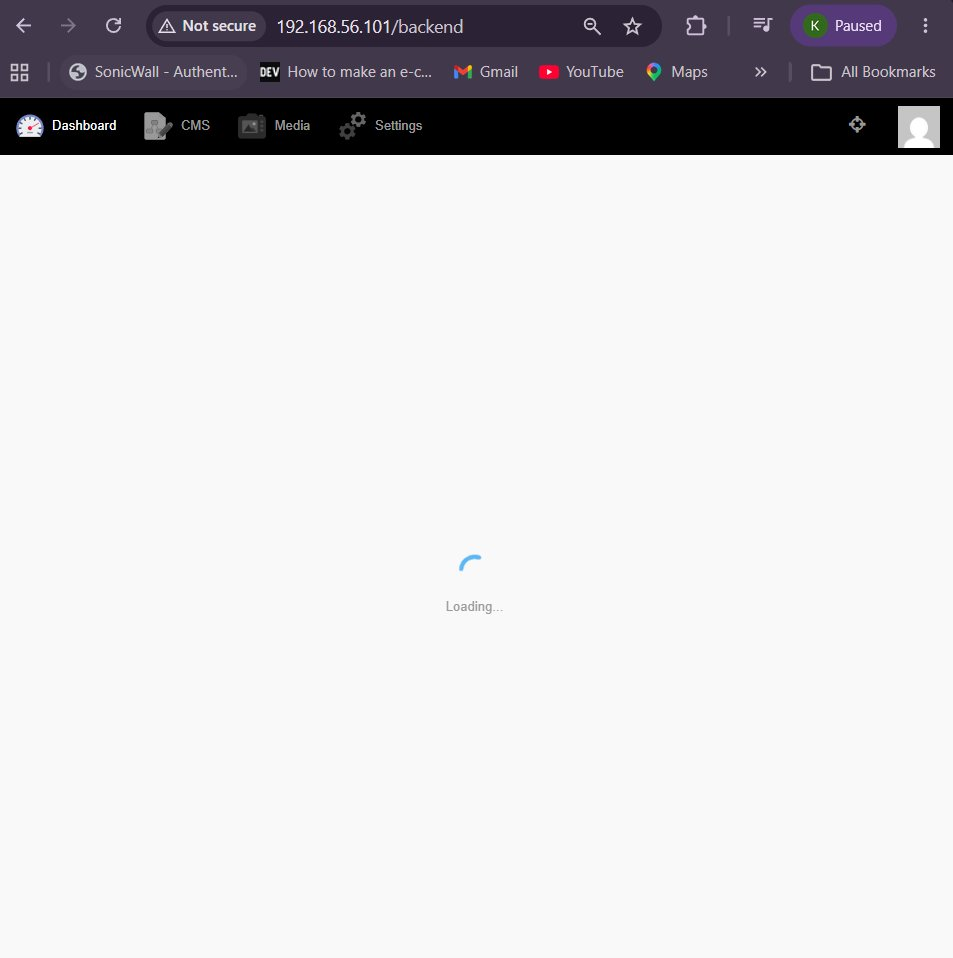 Not secure 192.168.56.101/backend K Paused
SonicWall - Authent... DEV How to make an e-c... Gmail YouTube Maps » All Bookmarks
Dashboard CMS Media Settings
Loading...